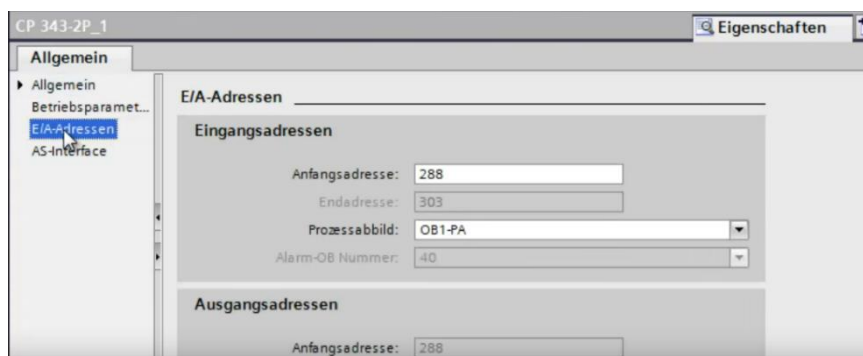 CP 343-2P_1
Eigenschaften
Allgemein
Allgemein
Betriebsparamet...
E/A-Adressen
AS-Interface
E/A-Adressen
Eingangsadressen
Anfangsadresse: 288
Endadresse: 303
Prozessabbild: OB1-PA
Alarm-OB Nummer: 40
Ausgangsadressen
Anfangsadresse: 288